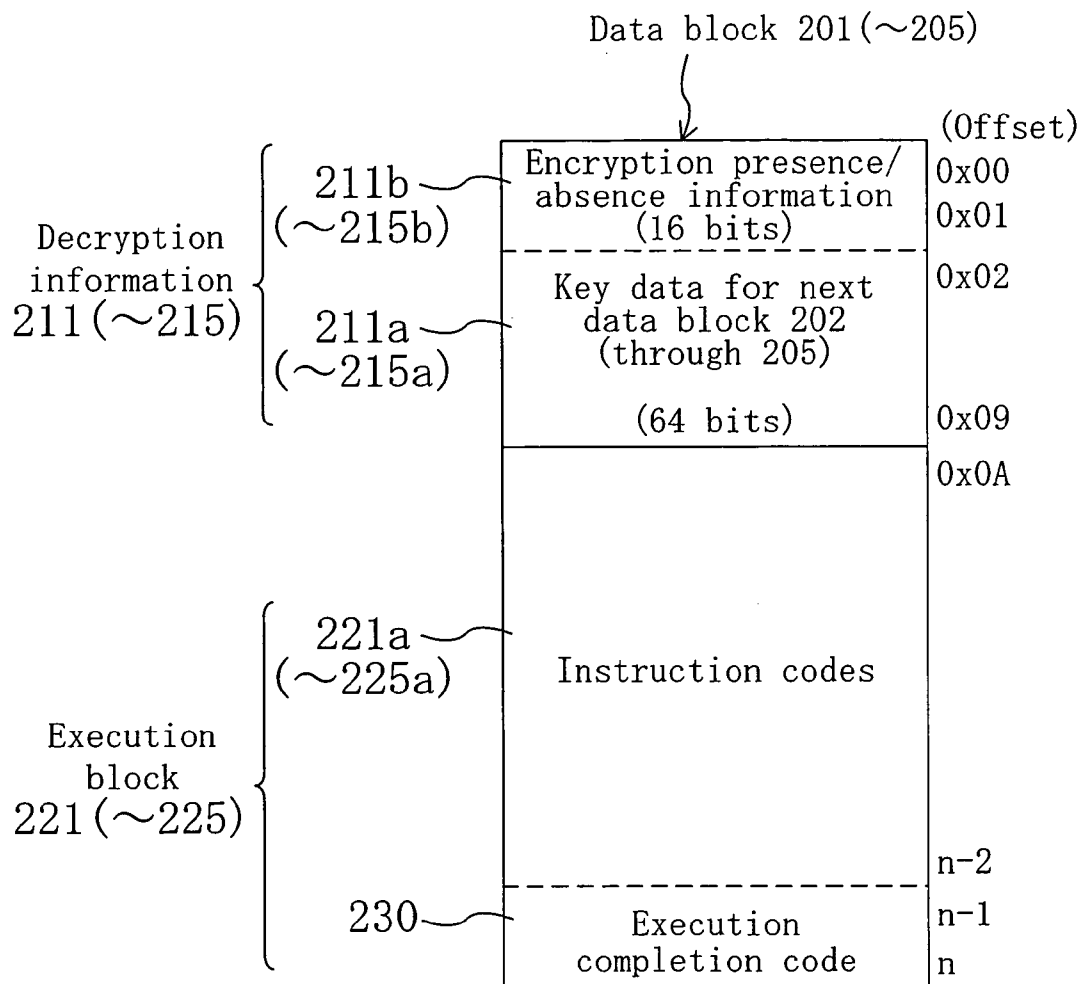 Data block 201(～205)
(Offset)
Encryption presence/
absence information
(16 bits)
0x00
0x01
211b
(～215b)
Decryption
information
211(～215)
Key data for next
data block 202
(through 205)
(64 bits)
0x02
0x09
211a
(～215a)
0x0A
221a
(～225a)
Instruction codes
Execution
block
221(～225)
n-2
230
Execution
completion code
n-1
n